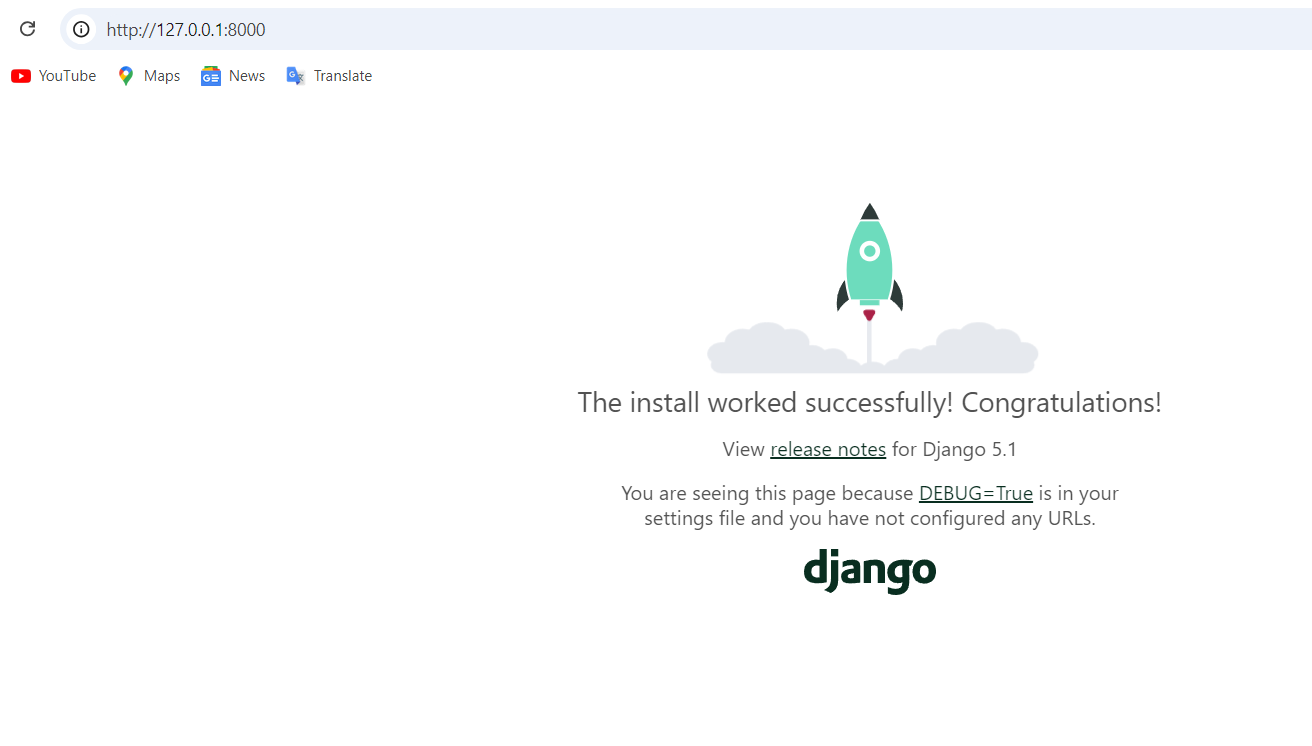 http://127.0.0.1:8000
YouTube Maps News Translate
The install worked successfully! Congratulations!
View release notes for Django 5.1
You are seeing this page because DEBUG=True is in your
settings file and you have not configured any URLs.
django